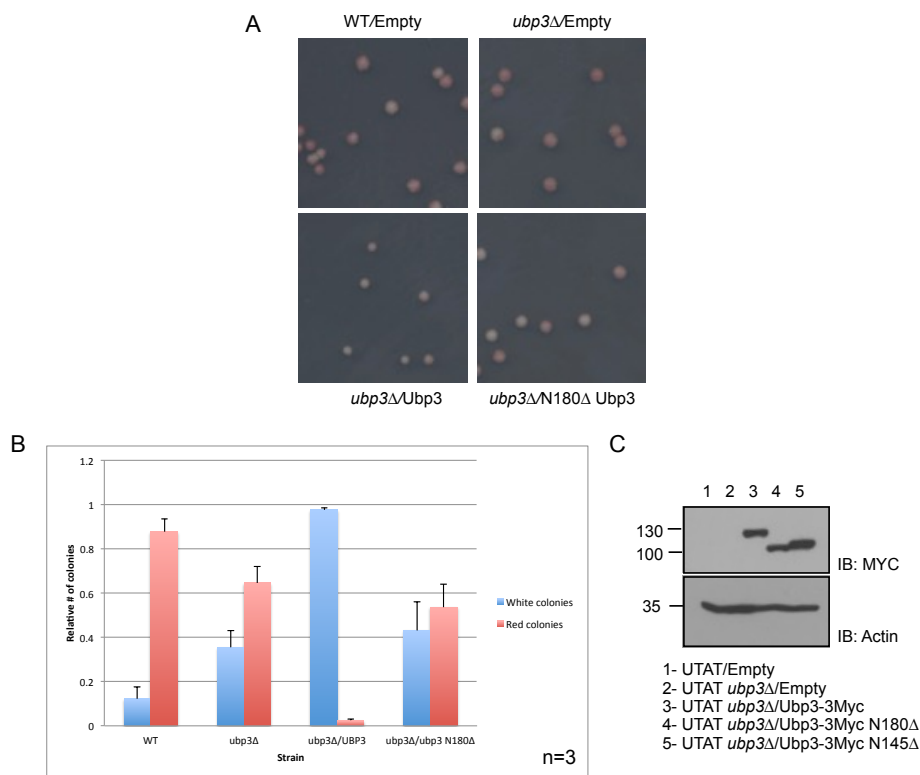 A
WT/Empty
ubp3Δ/Empty
ubp3Δ/Ubp3
ubp3Δ/N180Δ Ubp3
B
1.2
1
0.8
0.6
0.4
0.2
0
Relative # of colonies
WT
ubp3Δ
ubp3Δ/UBP3
ubp3Δ/ubp3 N180Δ
Strain
White colonies
Red colonies
n=3
C
1 2 3 4 5
130
100
IB: MYC
35
IB: Actin
1- UTAT/Empty
2- UTAT ubp3Δ/Empty
3- UTAT ubp3Δ/Ubp3-3Myc
4- UTAT ubp3Δ/Ubp3-3Myc N180Δ
5- UTAT ubp3Δ/Ubp3-3Myc N145Δ